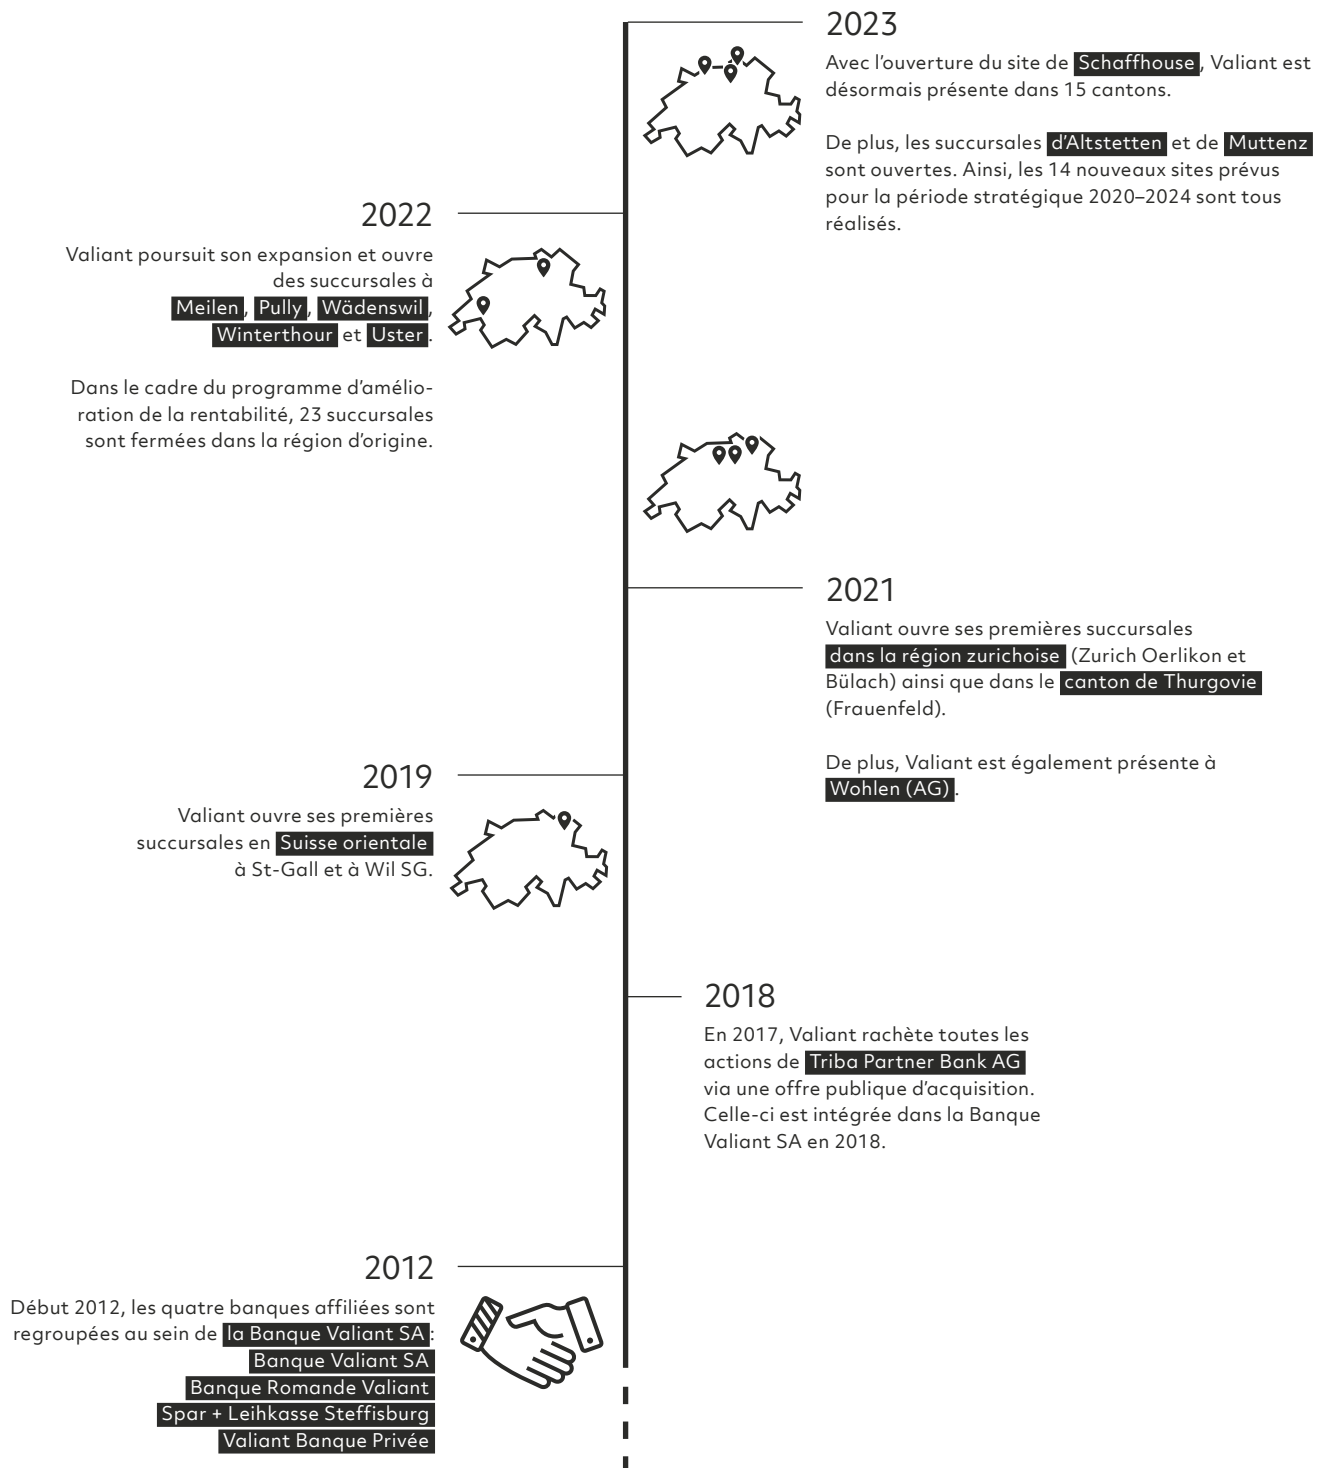 2023
Avec l'ouverture du site de Schaffhouse, Valiant est
désormais présente dans 15 cantons.
De plus, les succursales d'Altstetten et de Muttenz
sont ouvertes. Ainsi, les 14 nouveaux sites prévus
pour la période stratégique 2020–2024 sont tous
réalisés.
2022
Valiant poursuit son expansion et ouvre
des succursales à
Meilen, Pully, Wädenswil,
Winterthour et Uster.
Dans le cadre du programme d'amélio-
ration de la rentabilité, 23 succursales
sont fermées dans la région d'origine.
2021
Valiant ouvre ses premières succursales
dans la région zurichoise (Zurich Oerlikon et
Bülach) ainsi que dans le canton de Thurgovie
(Frauenfeld).
De plus, Valiant est également présente à
Wohlen (AG).
2019
Valiant ouvre ses premières
succursales en Suisse orientale
à St-Gall et à Wil SG.
2018
En 2017, Valiant rachète toutes les
actions de Triba Partner Bank AG
via une offre publique d'acquisition.
Celle-ci est intégrée dans la Banque
Valiant SA en 2018.
2012
Début 2012, les quatre banques affiliées sont
regroupées au sein de la Banque Valiant SA:
Banque Valiant SA
Banque Romande Valiant
Spar + Leihkasse Steffisburg
Valiant Banque Privée